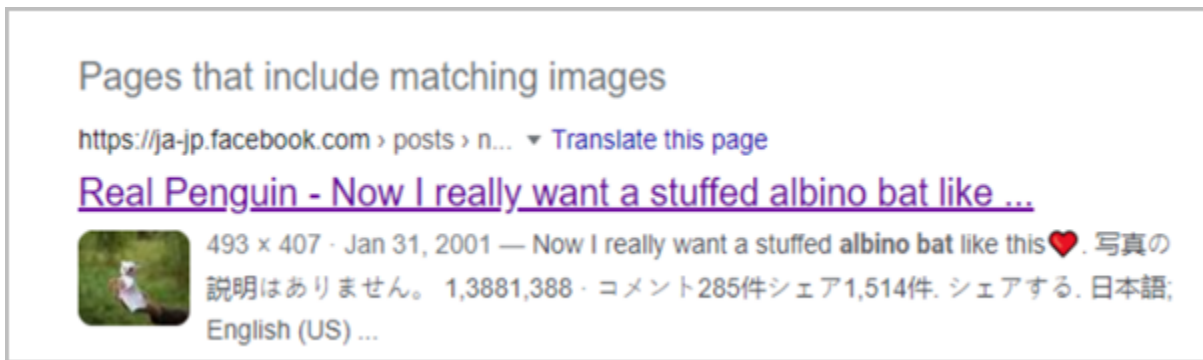 Pages that include matching images
https://ja-jp.facebook.com › posts › n... ▼ Translate this page
Real Penguin - Now I really want a stuffed albino bat like ...
493 × 407 · Jan 31, 2001 — Now I really want a stuffed albino bat like this❤. 写真の
説明はありません。 1,3881,388 · コメント285件シェア1,514件. シェアする. 日本語;
English (US) ...